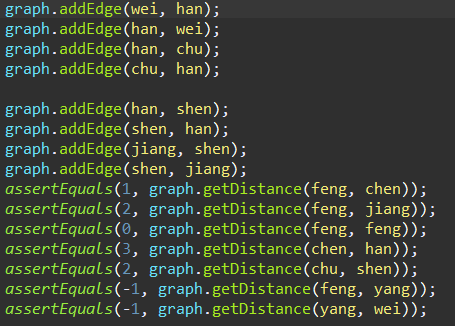 graph.addEdge(wei, han);
graph.addEdge(han, wei);
graph.addEdge(han, chu);
graph.addEdge(chu, han);
graph.addEdge(han, shen);
graph.addEdge(shen, han);
graph.addEdge(jiang, shen);
graph.addEdge(shen, jiang);
assertEquals(1, graph.getDistance(feng, chen));
assertEquals(2, graph.getDistance(feng, jiang));
assertEquals(0, graph.getDistance(feng, feng));
assertEquals(3, graph.getDistance(chen, han));
assertEquals(2, graph.getDistance(chu, shen));
assertEquals(-1, graph.getDistance(feng, yang));
assertEquals(-1, graph.getDistance(yang, wei));